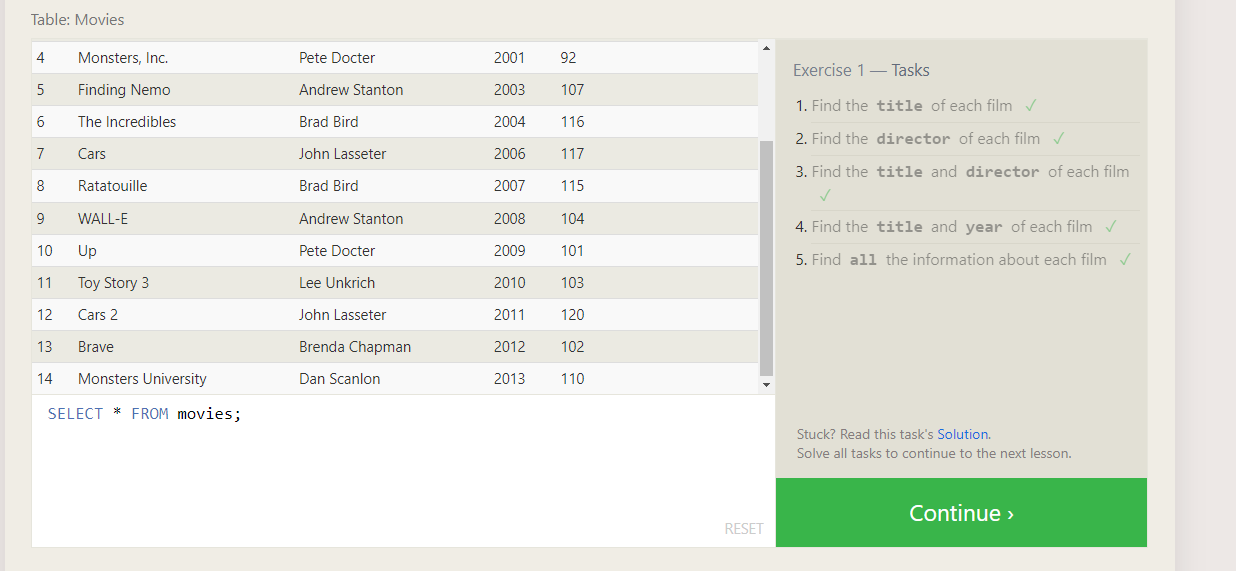 Table: Movies
4 Monsters, Inc. Pete Docter 2001 92
5 Finding Nemo Andrew Stanton 2003 107
6 The Incredibles Brad Bird 2004 116
7 Cars John Lasseter 2006 117
8 Ratatouille Brad Bird 2007 115
9 WALL-E Andrew Stanton 2008 104
10 Up Pete Docter 2009 101
11 Toy Story 3 Lee Unkrich 2010 103
12 Cars 2 John Lasseter 2011 120
13 Brave Brenda Chapman 2012 102
14 Monsters University Dan Scanlon 2013 110
SELECT * FROM movies;
RESET
Exercise 1 — Tasks
1. Find the title of each film ✓
2. Find the director of each film ✓
3. Find the title and director of each film
✓
4. Find the title and year of each film ✓
5. Find all the information about each film ✓
Stuck? Read this task's Solution.
Solve all tasks to continue to the next lesson.
Continue ›